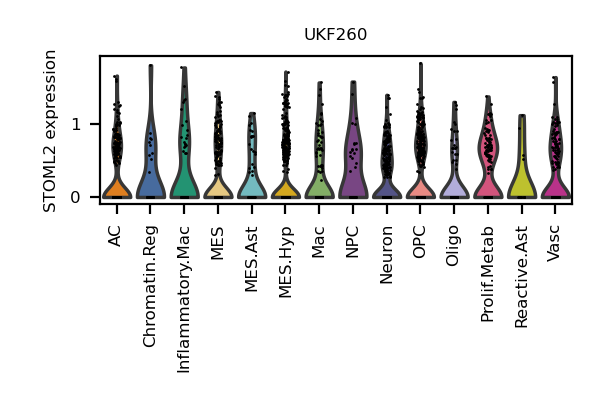 UKF260
STOML2 expression
1
0
AC
Chromatin.Reg
Inflammatory.Mac
MES
MES.Ast
MES.Hyp
Mac
NPC
Neuron
OPC
Oligo
Prolif.Metab
Reactive.Ast
Vasc